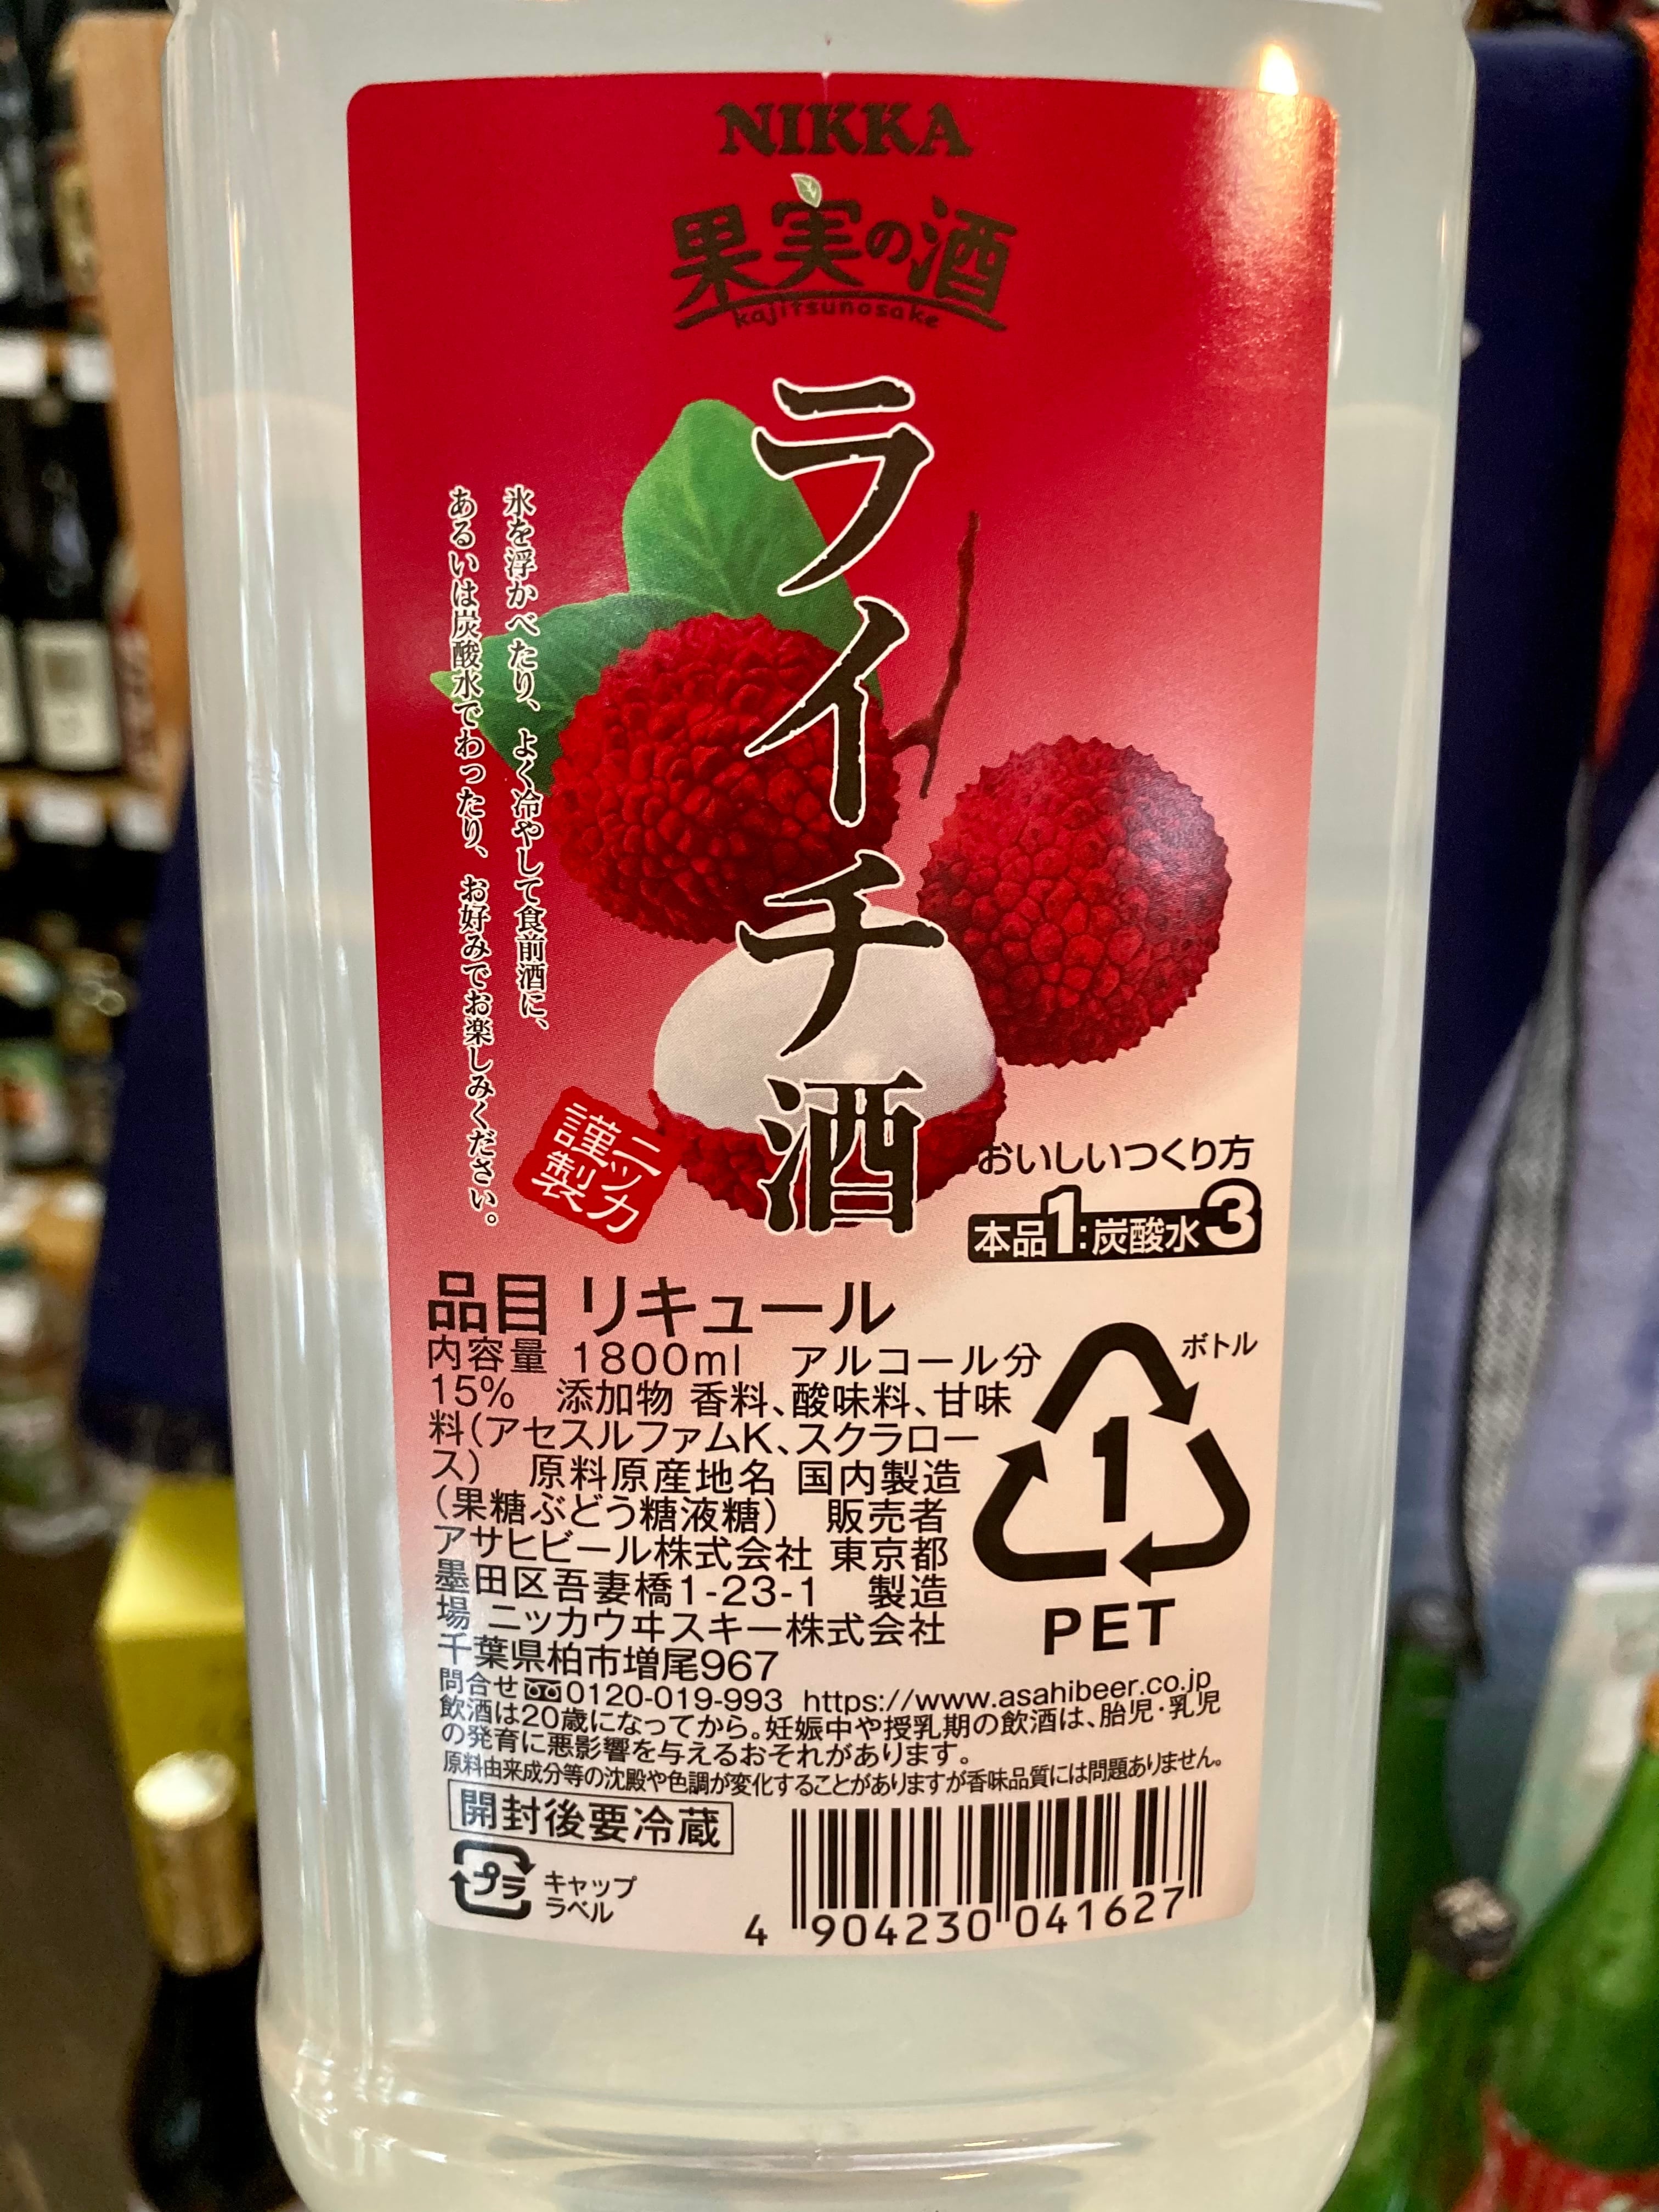 NIKKA
果実の酒
kajitsunosake
ライチ酒
氷を浮かべたり、よく冷やして食前酒に、
あるいは炭酸水でわったり、お好みでお楽しみください。
ニッカ
謹製
おいしいつくり方
本品1:炭酸水3
品目 リキュール
内容量 1800ml アルコール分
15% 添加物 香料、酸味料、甘味
料(アセスルファムK、スクラロー
ス) 原料原産地名 国内製造
(果糖ぶどう糖液糖) 販売者
アサヒビール株式会社 東京都
墨田区吾妻橋1-23-1 製造
場 ニッカウヰスキー株式会社
千葉県柏市増尾967
ボトル
1
PET
問合せ 0120-019-993 https://www.asahibeer.co.jp
飲酒は20歳になってから。妊娠中や授乳期の飲酒は、胎児・乳児
の発育に悪影響を与えるおそれがあります。
原料由来成分等の沈殿や色調が変化することがありますが香味品質には問題ありません。
開封後要冷蔵
プラ
キャップ
ラベル
4 904230 041627